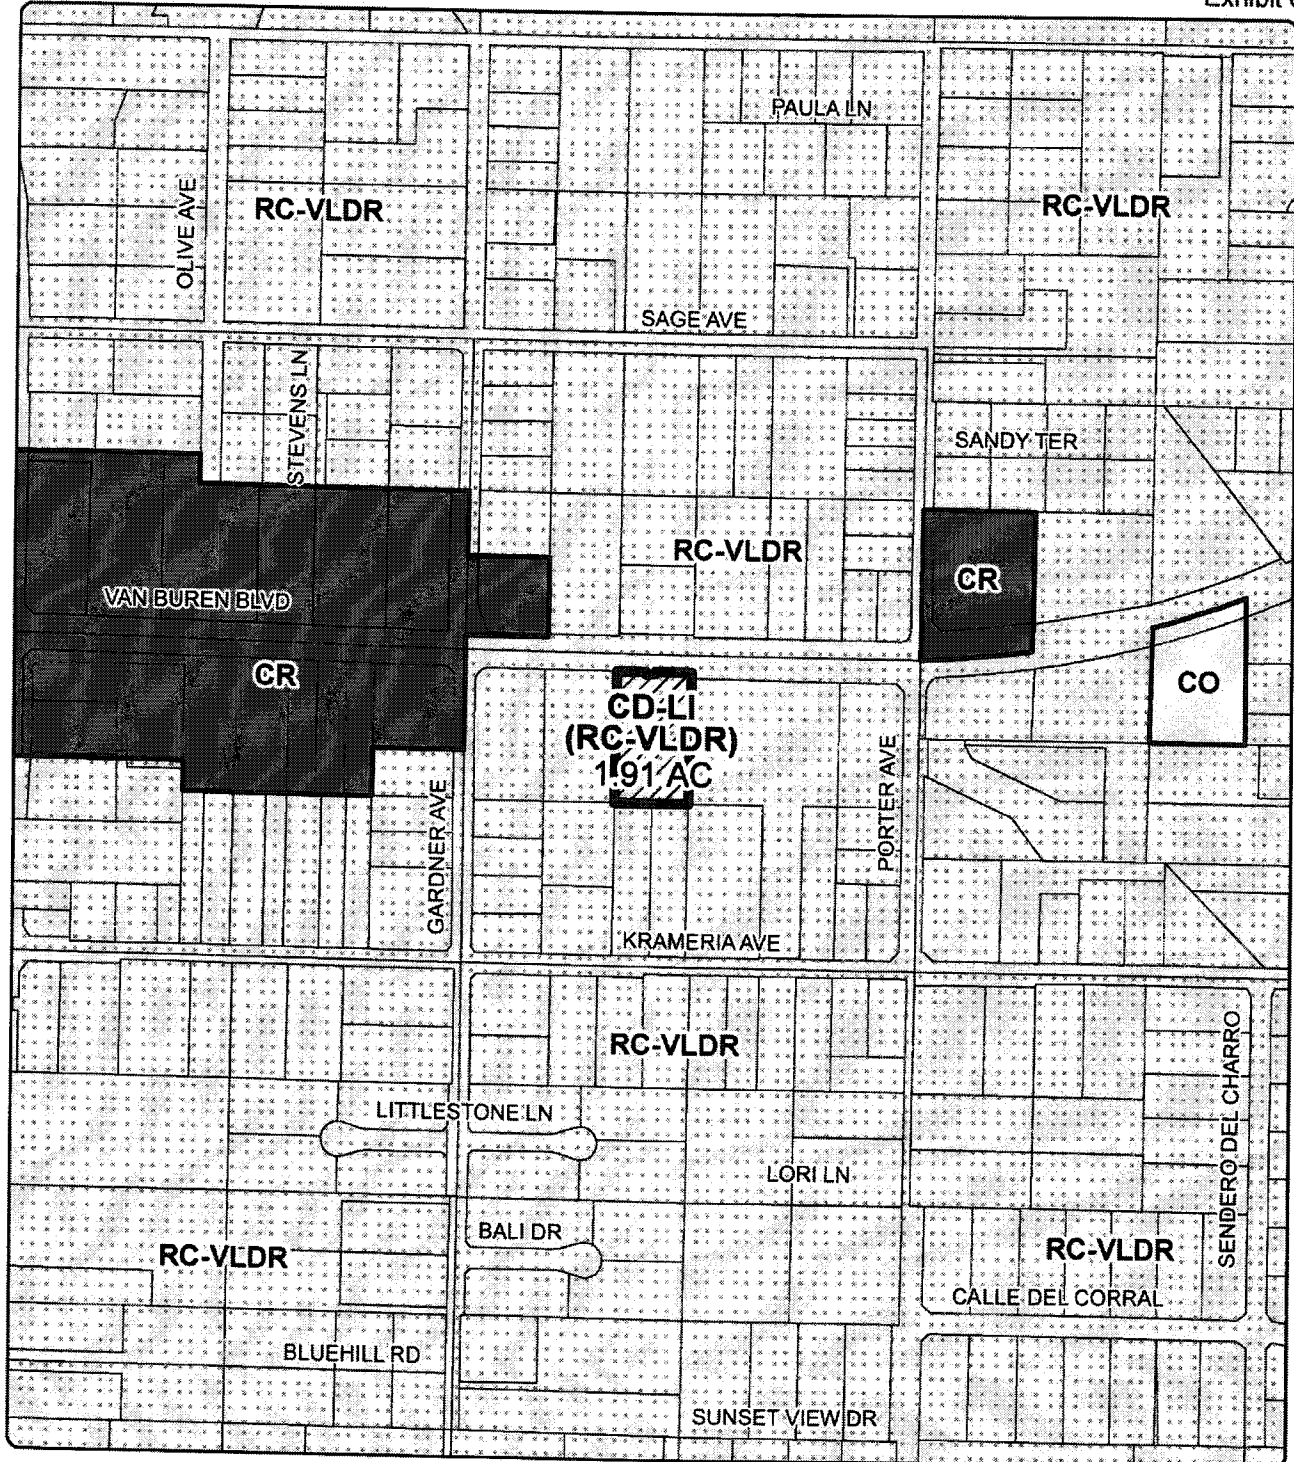 Exhibit
PAULA LN
OLIVE AVE
RC-VLDR
RC-VLDR
SAGE AVE
STEVENS LN
SANDY TER
RC-VLDR
CR
VAN BUREN BLVD
CR
CO
CD-LI
(RC-VLDR)
1.91 AC
GARDNER AVE
PORTER AVE
KRAMERIA AVE
RC-VLDR
SENDERO DEL CHARRO
LITTLESTONE LN
LORI LN
BALI DR
RC-VLDR
RC-VLDR
CALLE DEL CORRAL
BLUEHILL RD
SUNSET VIEW DR